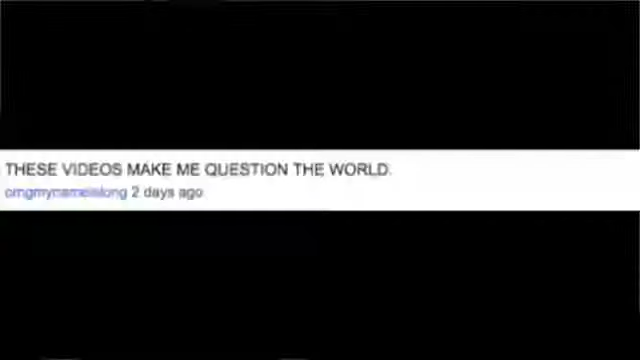 THESE VIDEOS MAKE ME QUESTION THE WORLD.
omgmynameislong 2 days ago